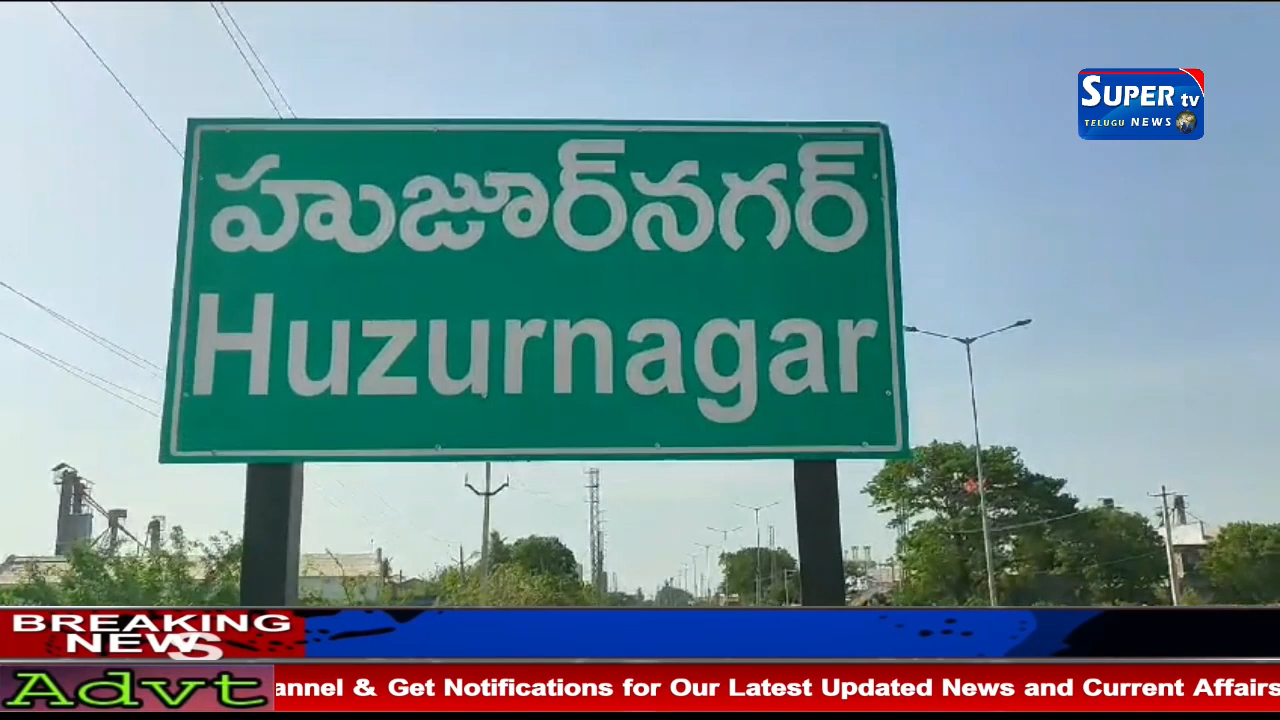 SUPER tv
TELUGU NEWS
హుజూర్‌నగర్
Huzurnagar
BREAKING
NEWS
Advt
annel & Get Notifications for Our Latest Updated News and Current Affairs